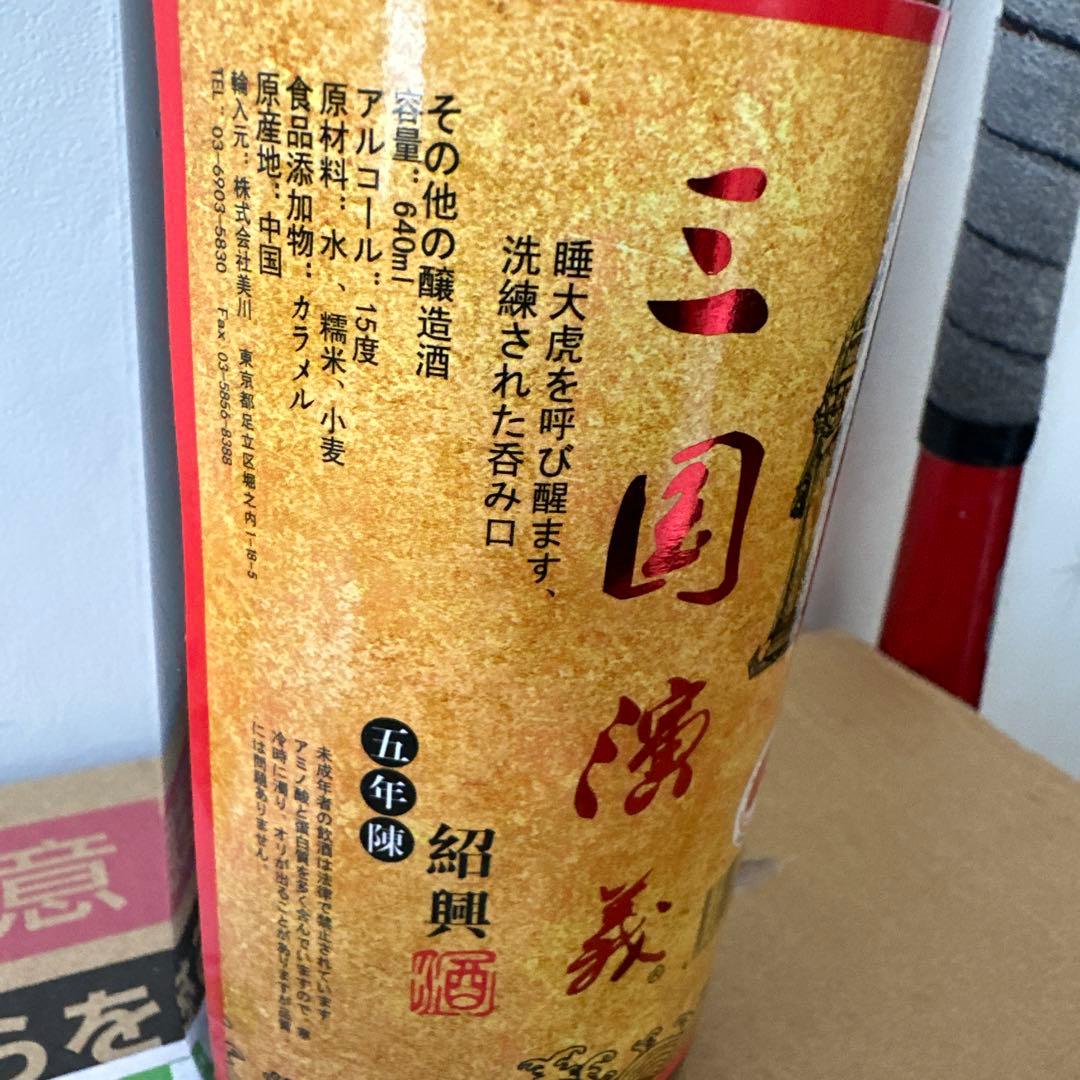 三国演義
睡大虎を呼び醒ます、
洗練された呑み口
その他の醸造酒
容量：640ml
アルコール：15度
原材料：水、糯米、小麦
食品添加物：カラメル
原産地：中国
輸入元：株式会社美川 東京都足立区堀之内1-18-5
TEL：03-6903-5830 Fax 03-5856-8388
紹興酒
五年陳
未成年者の飲酒は法律で禁止されています
アミノ酸と蛋白質を多く含んでいますので、寒
冷時に濁り、オリが出ることがありますが品質
には問題ありません。
意
うを